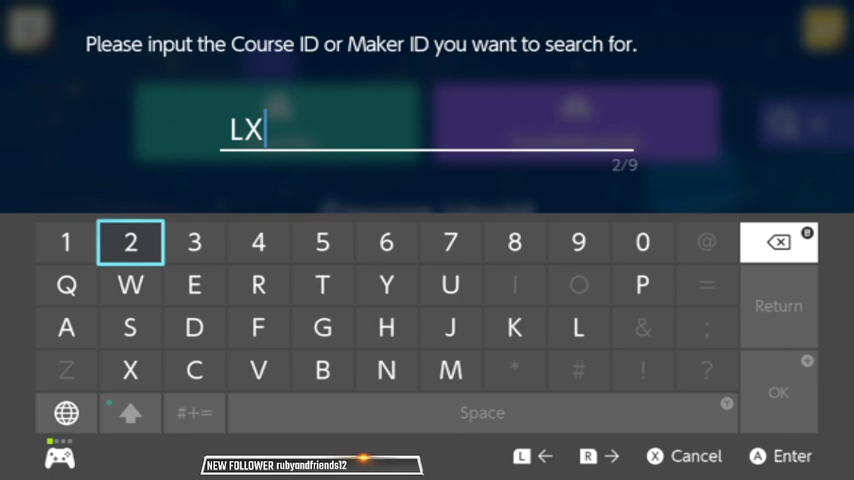 Please input the Course ID or Maker ID you want to search for.
LX
2/9
1 2 3 4 5 6 7 8 9 0 @ B
Q W E R T Y U I O P =
Return
A S D F G H J K L & ;
Z X C V B N M * # ! ?
OK
#+= Space Y
L ← R → X Cancel A Enter
NEW FOLLOWER rubyandfriends12